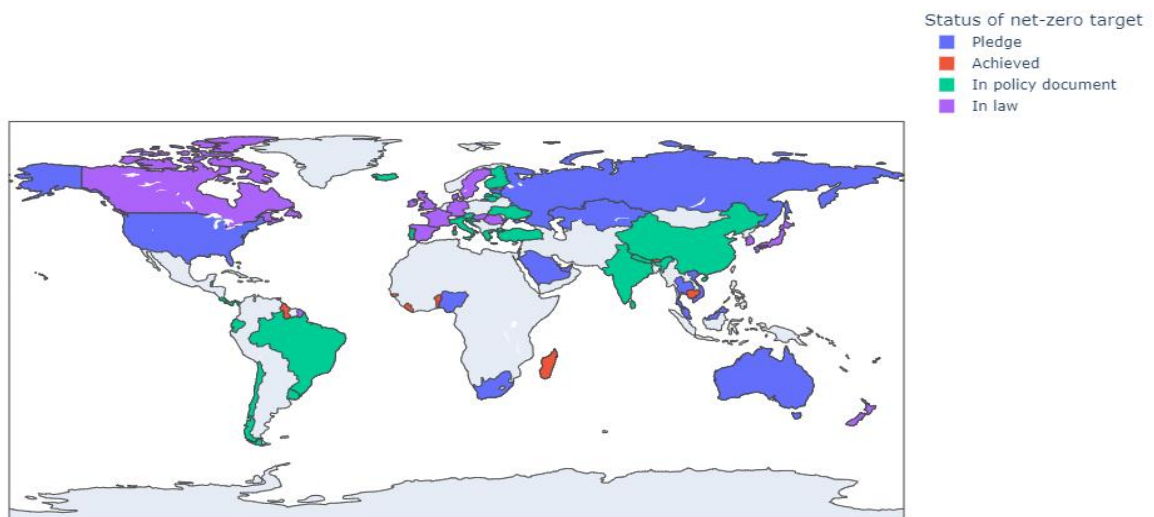 Status of net-zero target
Pledge
Achieved
In policy document
In law